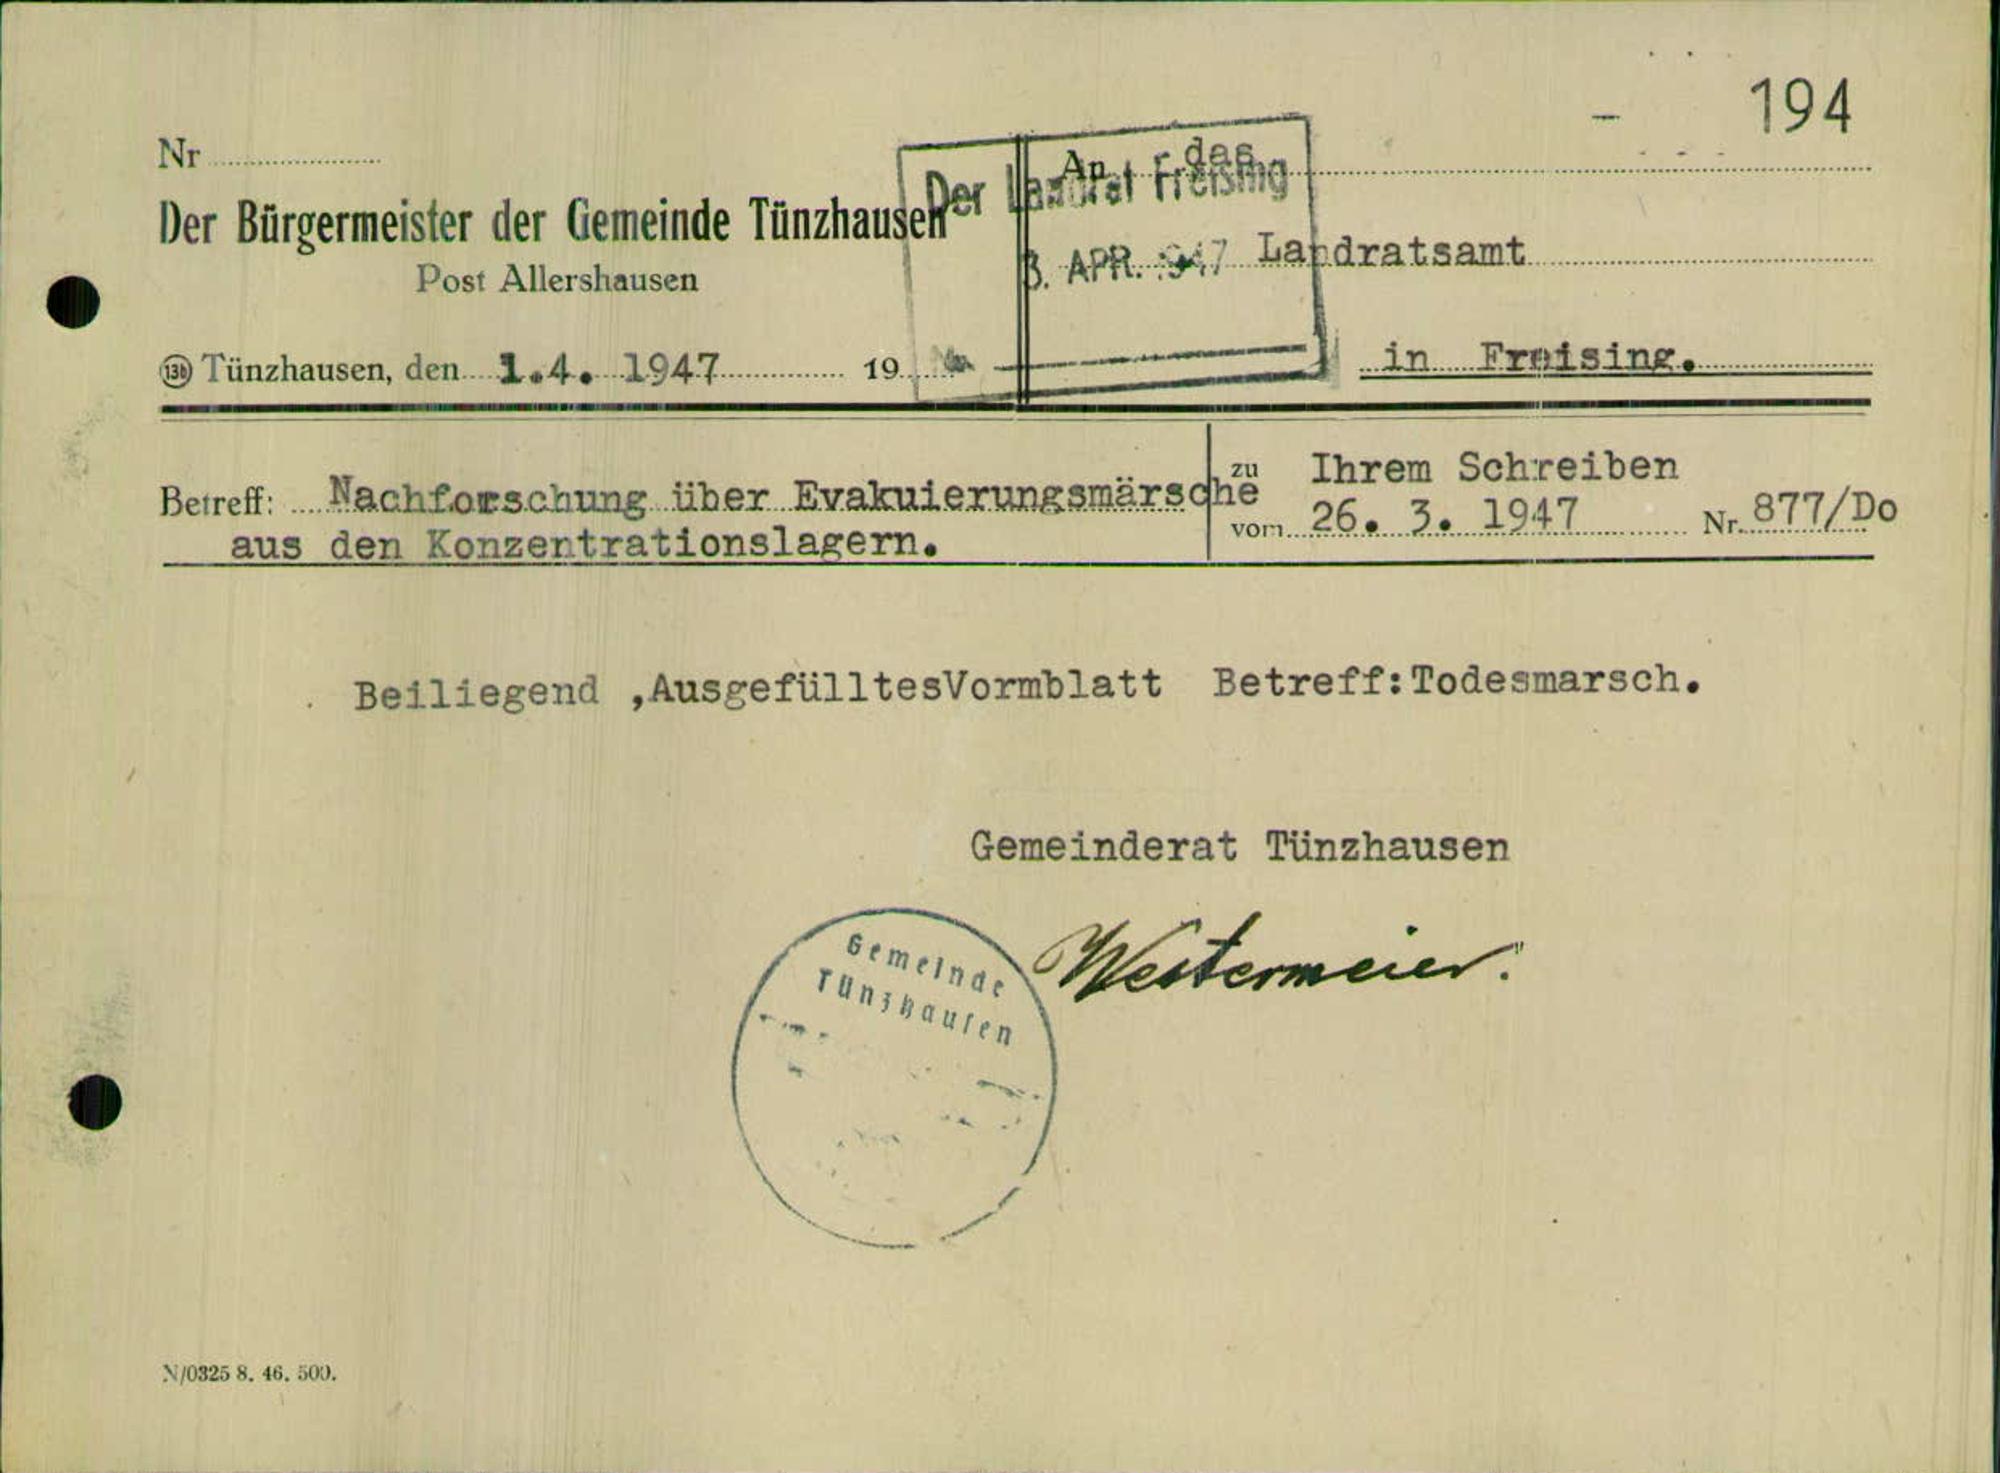 194
Nr
An das
Der Landrat Freising
Der Bürgermeister der Gemeinde Tünzhausen
3. APR. 1947
Landratsamt
Post Allershausen
13b Tünzhausen, den 1.4. 1947 19
in Freising.
Betreff: Nachforschung über Evakuierungsmärsche
aus den Konzentrationslagern.
zu Ihrem Schreiben
vom 26. 3. 1947 Nr. 877/Do
Beiliegend ,AusgefülltesVormblatt Betreff:Todesmarsch.
Gemeinderat Tünzhausen
Westermeier.
Gemeinde
Tünzhausen
N/0325 8. 46. 500.